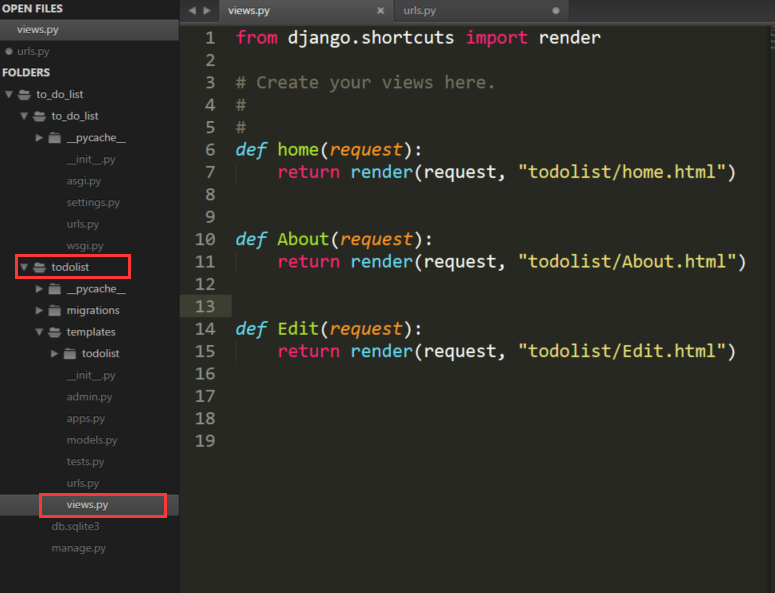 OPEN FILES
views.py
urls.py
FOLDERS
to_do_list
to_do_list
__pycache__
__init__.py
asgi.py
settings.py
urls.py
wsgi.py
todolist
__pycache__
migrations
templates
todolist
__init__.py
admin.py
apps.py
models.py
tests.py
urls.py
views.py
db.sqlite3
manage.py
views.py × urls.py
1 from django.shortcuts import render
2
3 # Create your views here.
4 #
5 #
6 def home(request):
7     return render(request, "todolist/home.html")
8
9
10 def About(request):
11     return render(request, "todolist/About.html")
12
13
14 def Edit(request):
15     return render(request, "todolist/Edit.html")
16
17
18
19